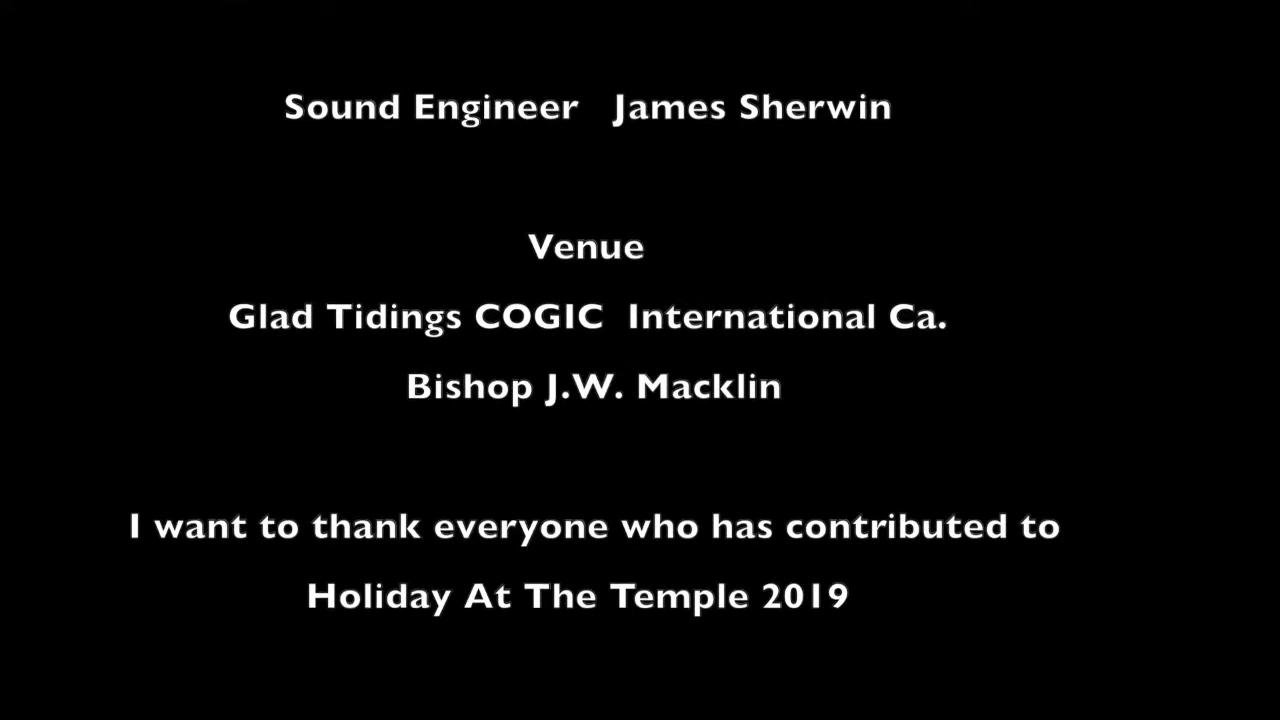 Sound Engineer James Sherwin
Venue
Glad Tidings COGIC International Ca.
Bishop J.W. Macklin
I want to thank everyone who has contributed to
Holiday At The Temple 2019